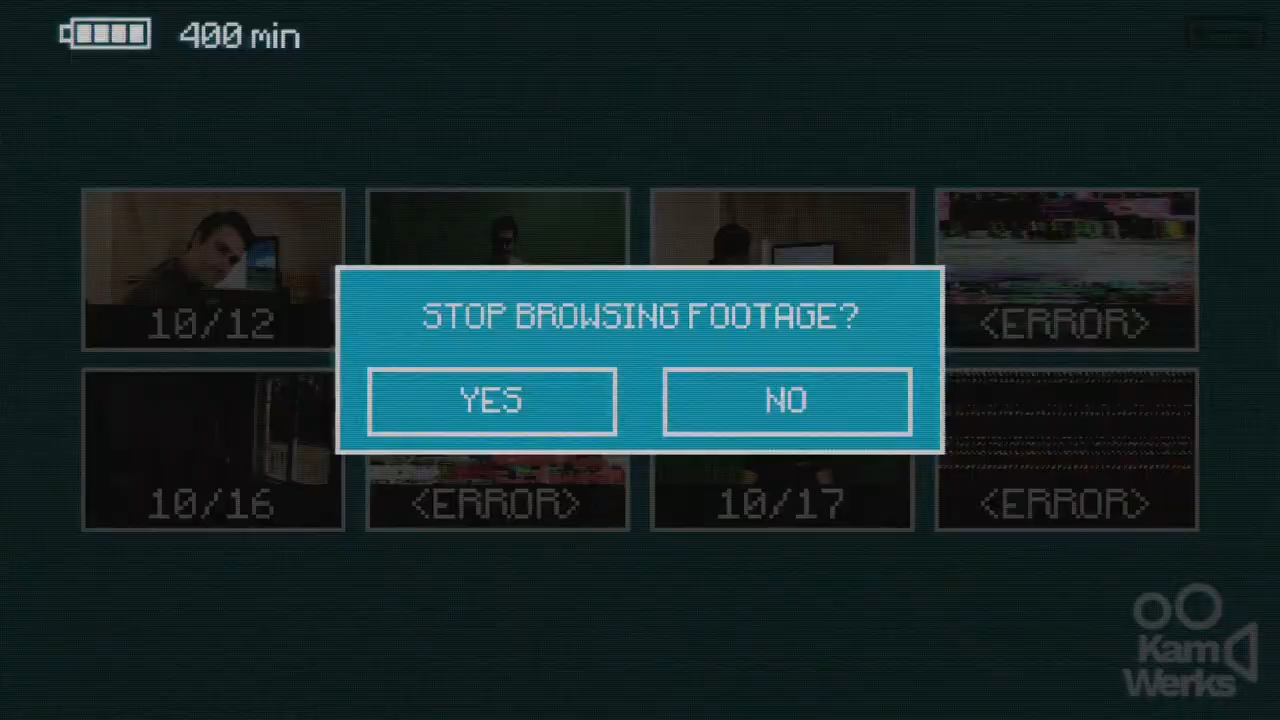 400 min
STOP BROWSING FOOTAGE?
YES
NO
10/12
<ERROR>
10/16
<ERROR>
10/17
<ERROR>
Kam
Werks